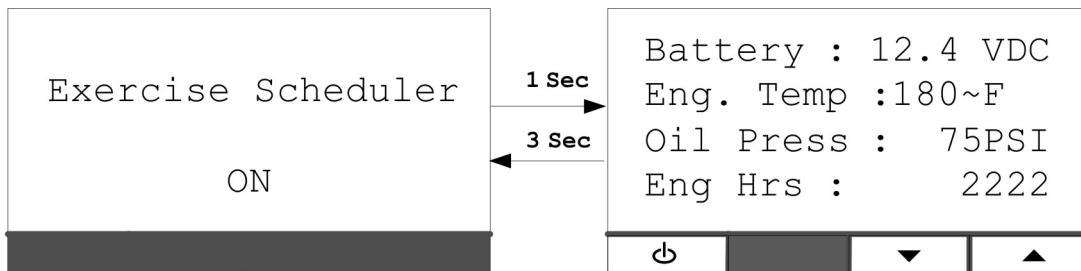 Exercise Scheduler
ON
1 Sec
3 Sec
Battery : 12.4 VDC
Eng. Temp :180~F
Oil Press : 75PSI
Eng Hrs : 2222